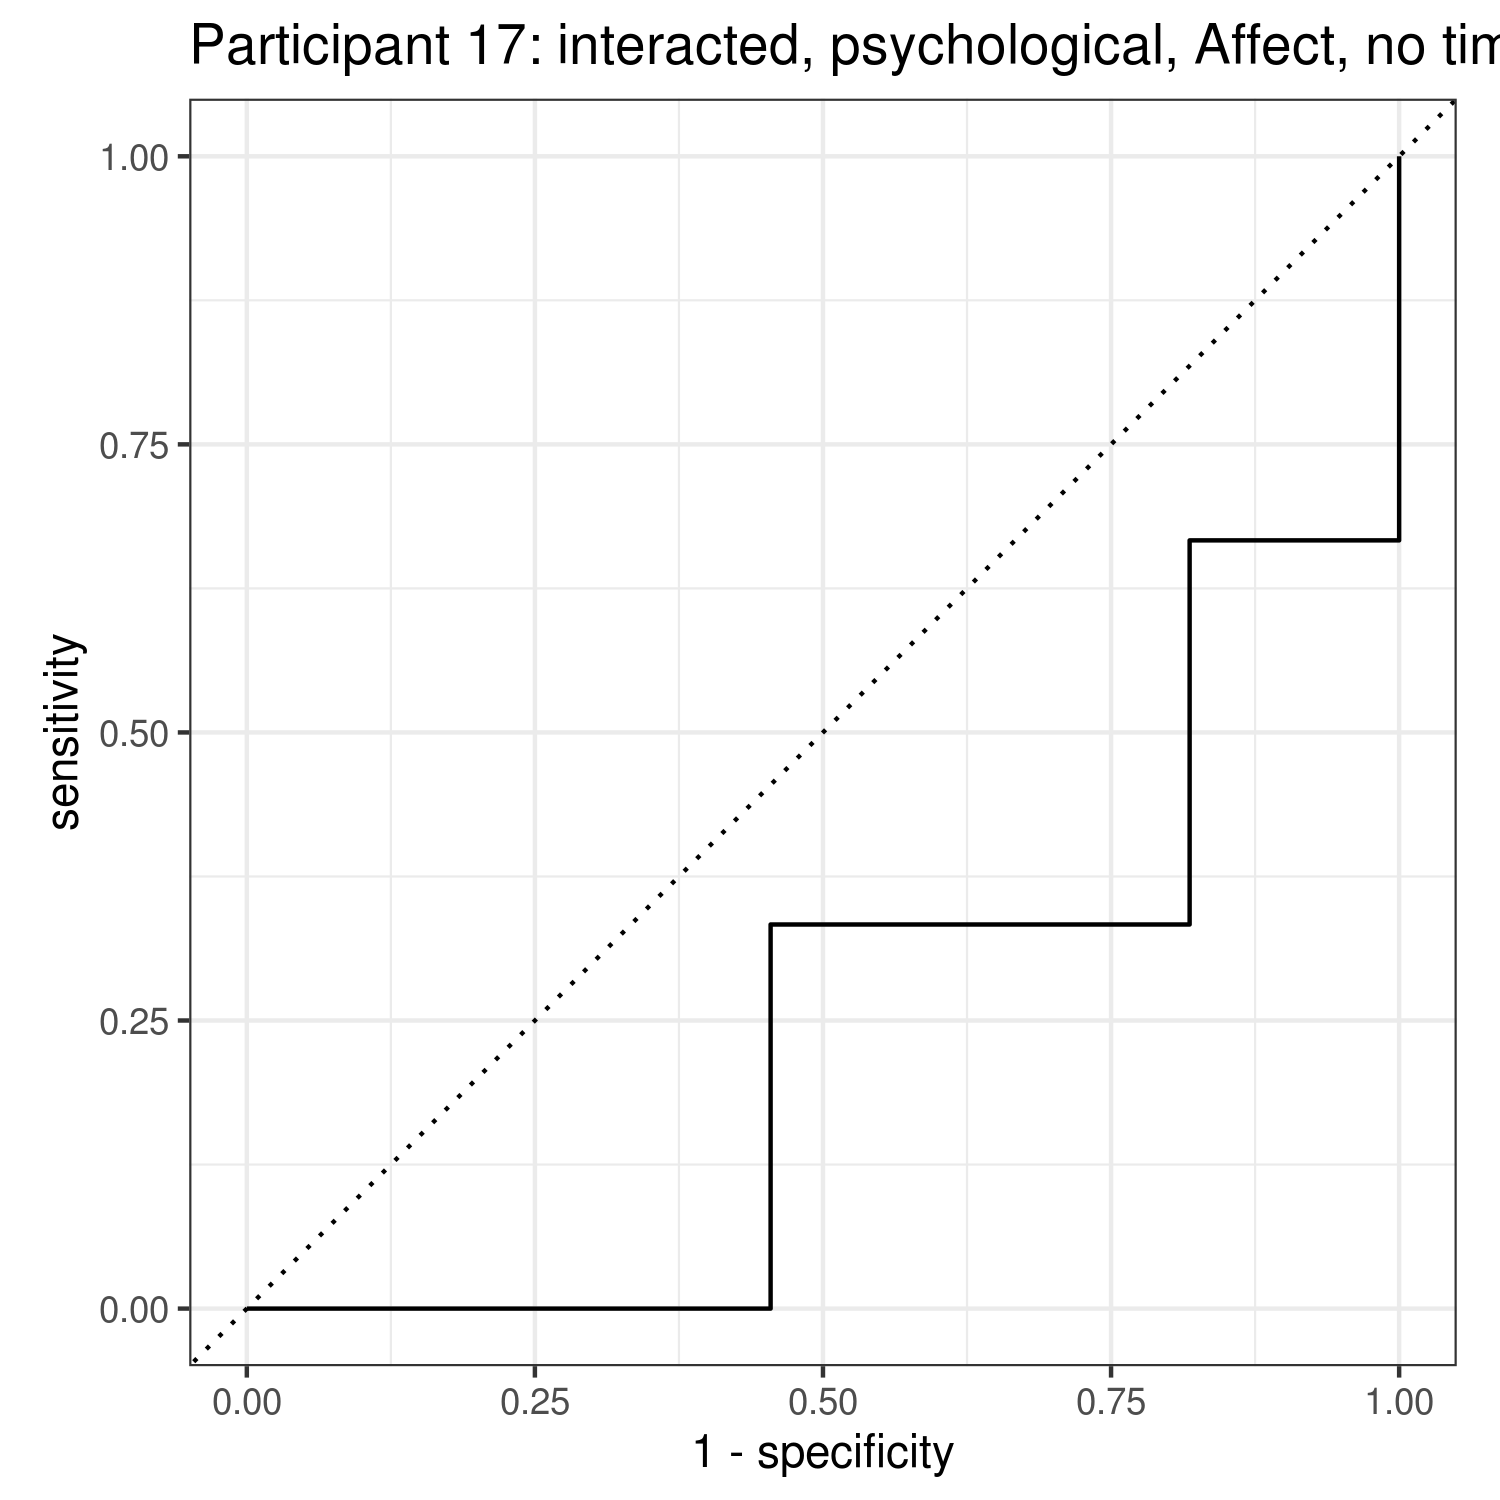 Participant 17: interacted, psychological, Affect, no tim
1.00
0.75
0.50
0.25
0.00
sensitivity
0.00 0.25 0.50 0.75 1.00
1 - specificity